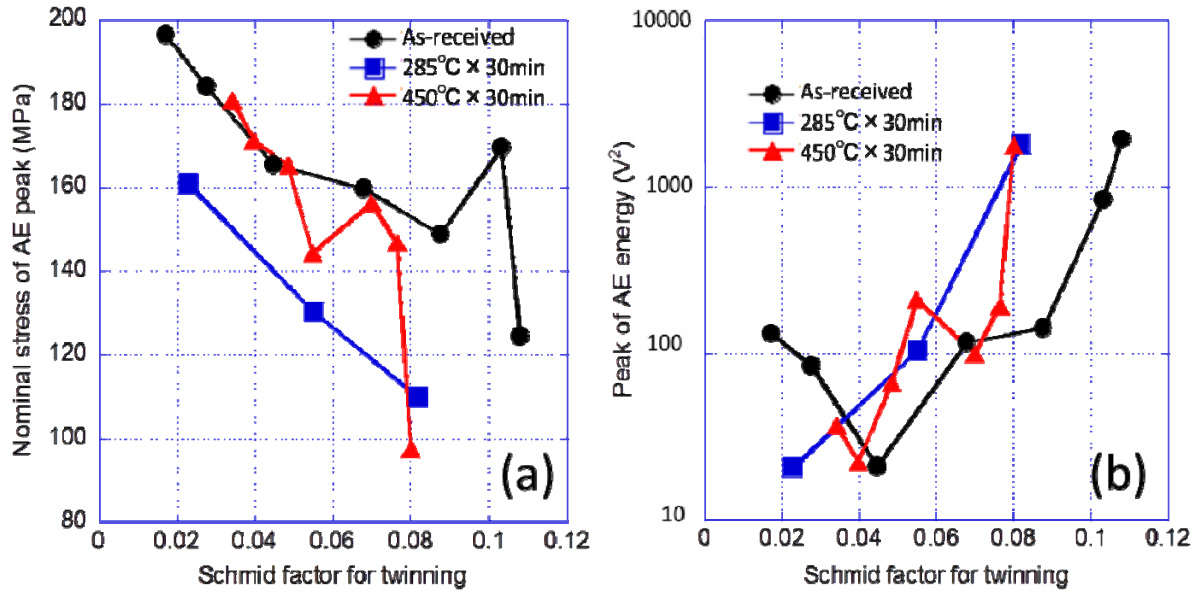 200
180
160
140
120
100
80
Nominal stress of AE peak (MPa)
As-received
285℃ × 30min
450℃ × 30min
(a)
0 0.02 0.04 0.06 0.08 0.1 0.12
Schmid factor for twinning
10000
1000
100
10
Peak of AE energy (V²)
As-received
285℃ × 30min
450℃ × 30min
(b)
0 0.02 0.04 0.06 0.08 0.1 0.12
Schmid factor for twinning